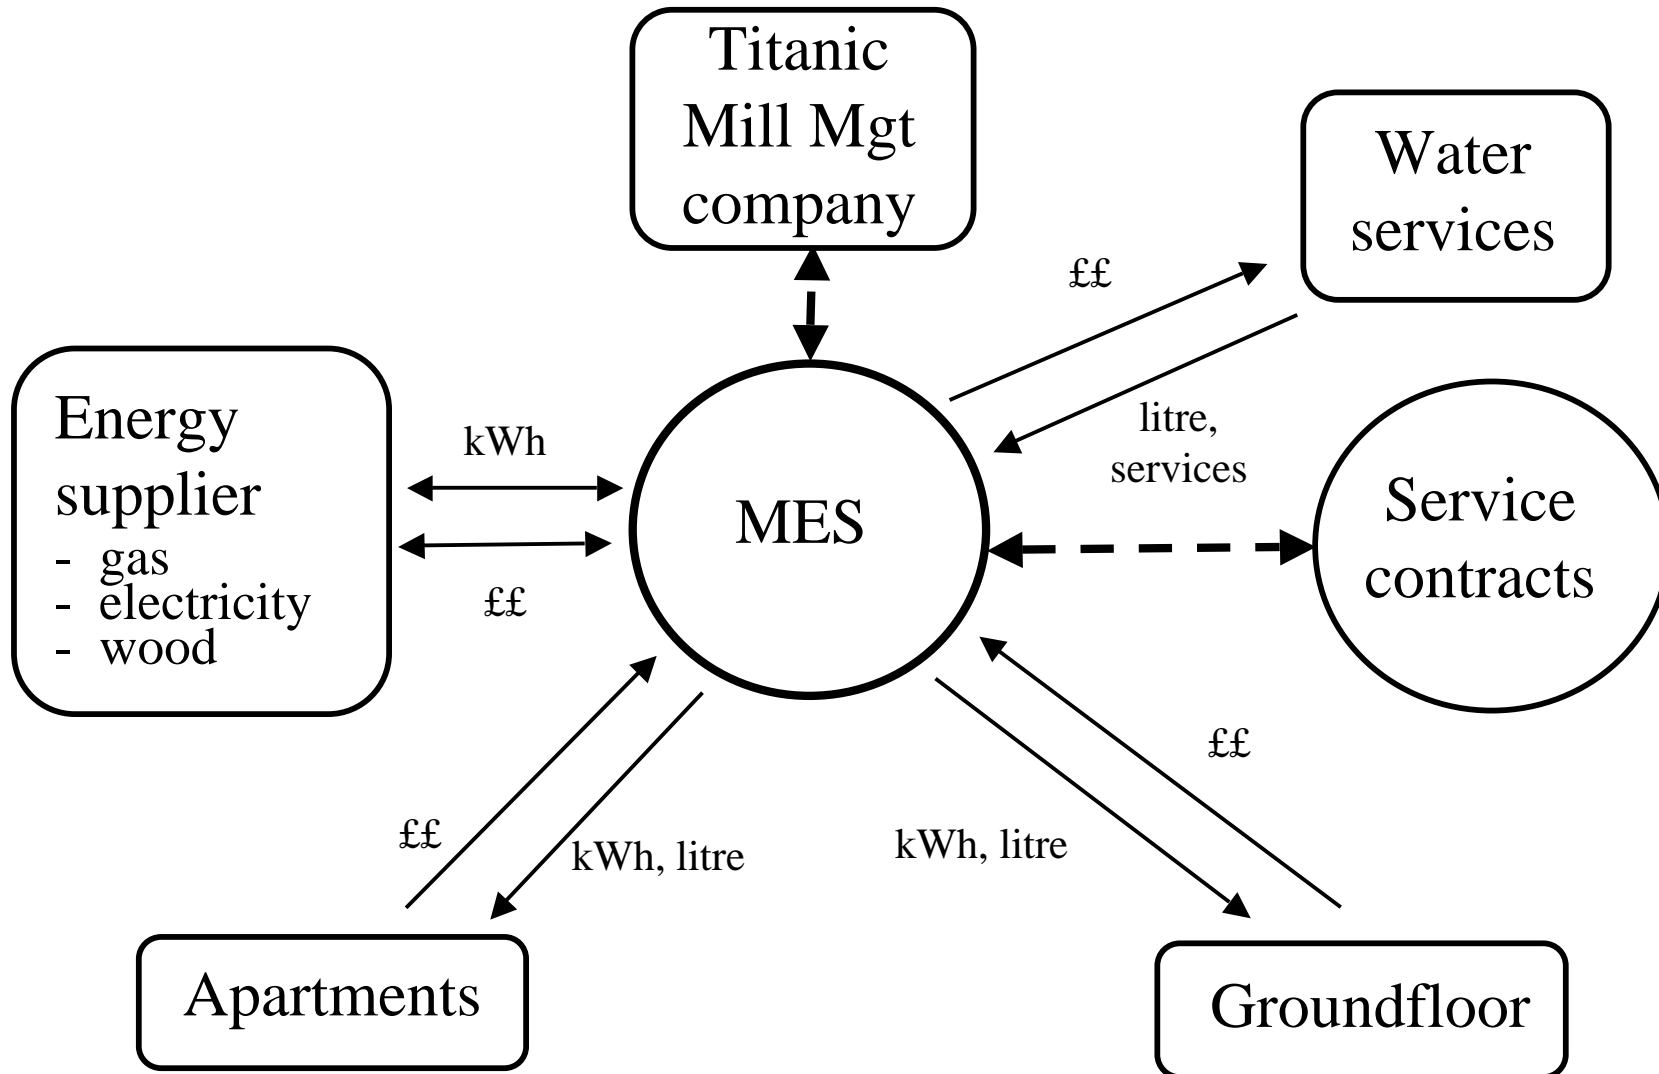 Titanic
Mill Mgt
company
Water
services
££
Energy
supplier
- gas
- electricity
- wood
kWh
££
MES
litre,
services
Service
contracts
££
kWh, litre
kWh, litre
££
Apartments
Groundfloor